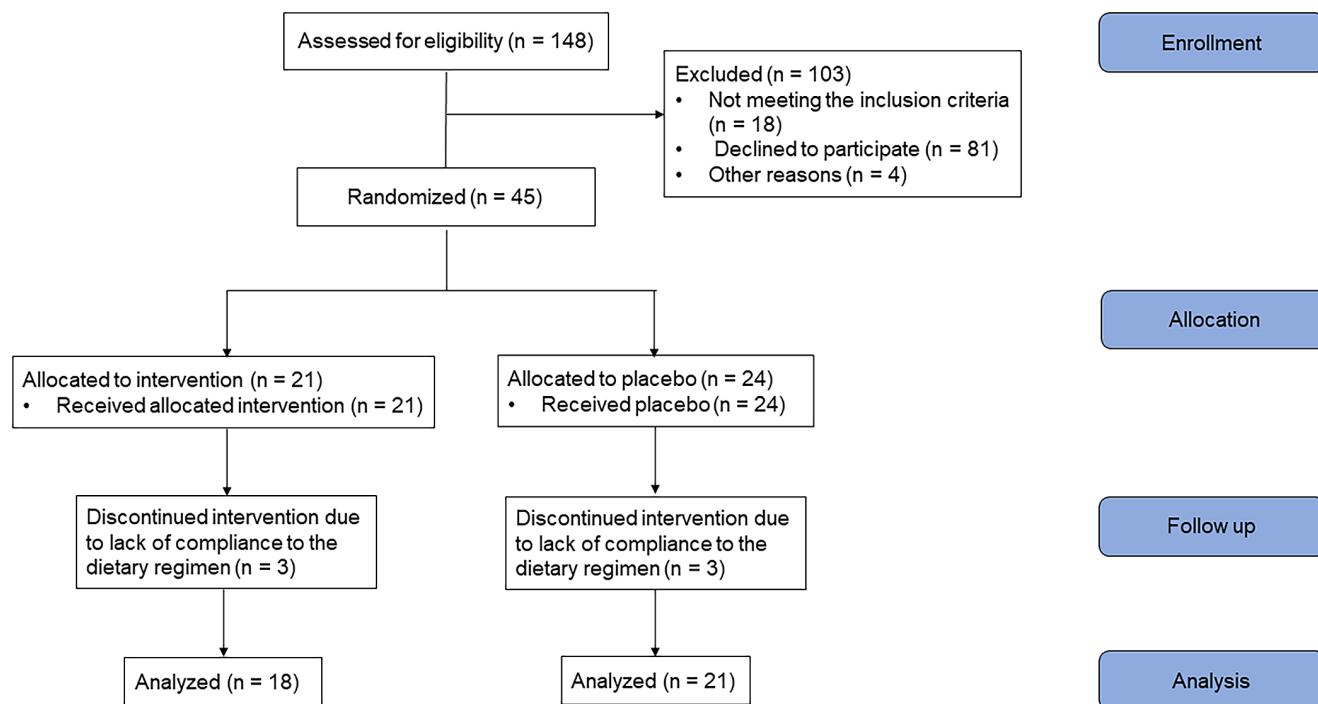 Assessed for eligibility (n = 148)
Enrollment
Excluded (n = 103)
• Not meeting the inclusion criteria
(n = 18)
• Declined to participate (n = 81)
• Other reasons (n = 4)
Randomized (n = 45)
Allocation
Allocated to intervention (n = 21)
• Received allocated intervention (n = 21)
Allocated to placebo (n = 24)
• Received placebo (n = 24)
Discontinued intervention due
to lack of compliance to the
dietary regimen (n = 3)
Discontinued intervention due
to lack of compliance to the
dietary regimen (n = 3)
Follow up
Analyzed (n = 18)
Analyzed (n = 21)
Analysis